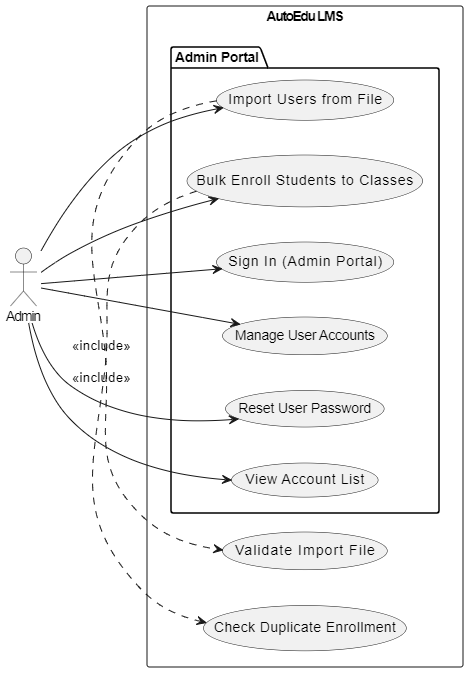 AutoEdu LMS
Admin Portal
Import Users from File
Bulk Enroll Students to Classes
Sign In (Admin Portal)
Admin
Manage User Accounts
«include»
«include»
Reset User Password
View Account List
Validate Import File
Check Duplicate Enrollment